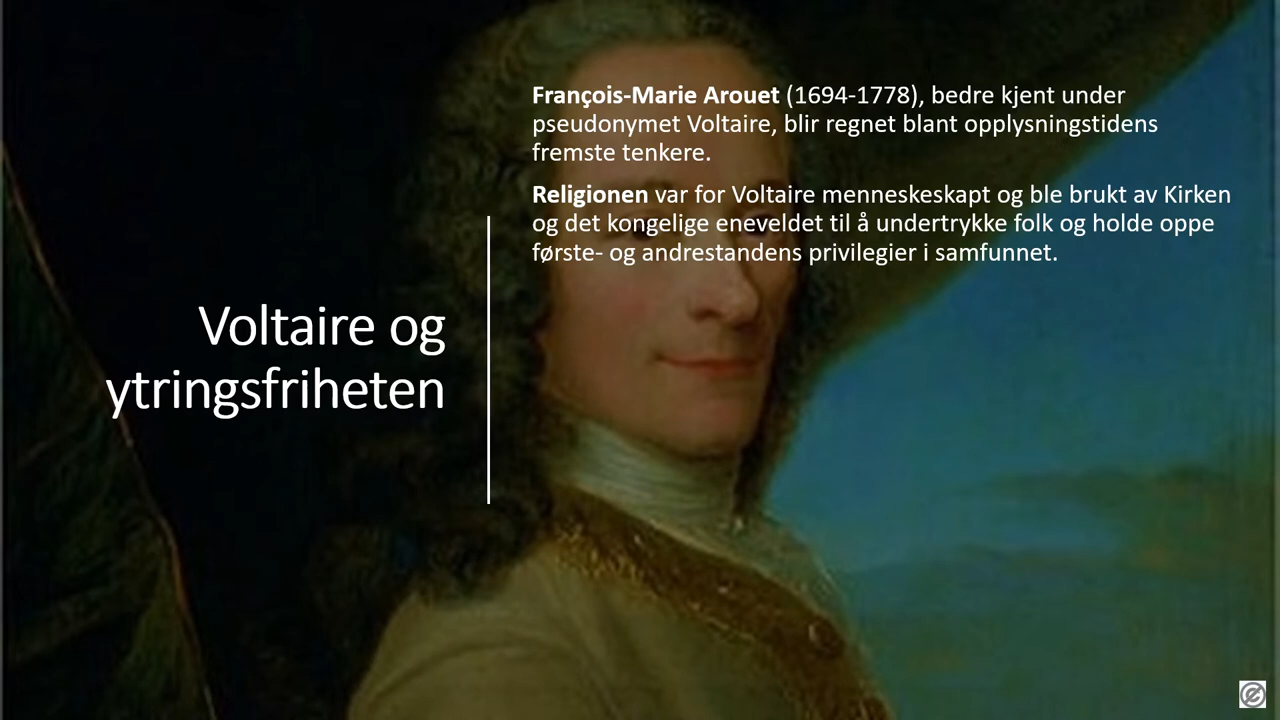 Voltaire og
ytringsfriheten
François-Marie Arouet (1694-1778), bedre kjent under
pseudonymet Voltaire, blir regnet blant opplysningstidens
fremste tenkere.
Religionen var for Voltaire menneskeskapt og ble brukt av Kirken
og det kongelige eneveldet til å undertrykke folk og holde oppe
første- og andrestandens privilegier i samfunnet.